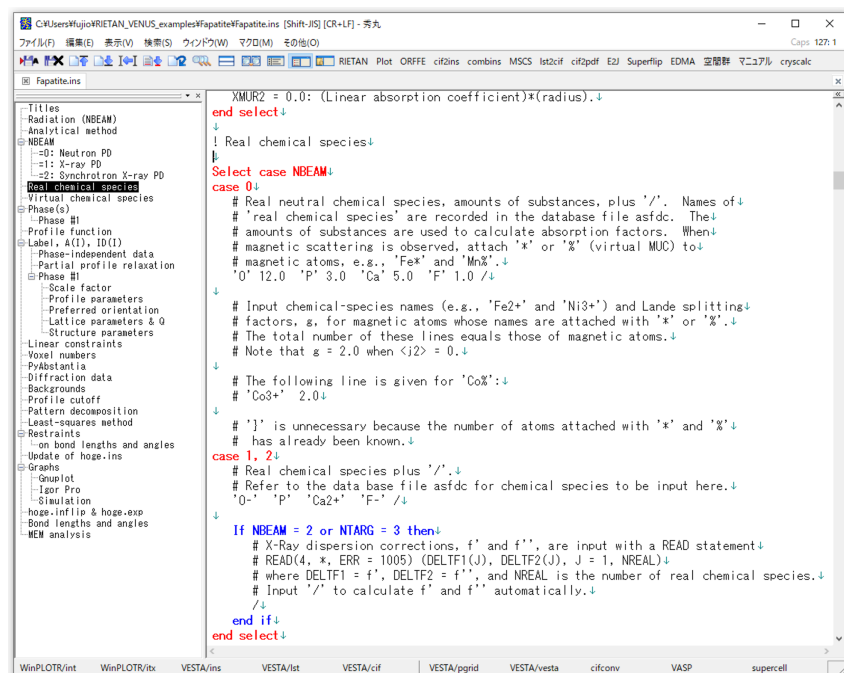 C:¥Users¥fujio¥RIETAN_VENUS_examples¥Fapatite¥Fapatite.ins [Shift-JIS] [CR+LF] - 秀丸
ファイル(F) 編集(E) 表示(V) 検索(S) ウィンドウ(W) マクロ(M) その他(O)
Caps 127: 1
RIETAN Plot ORFFE cif2ins combins MSCS lst2cif cif2pdf E2J Superflip EDMA 空間群 マニュアル cryscalc
Fapatite.ins
Titles
Radiation (NBEAM)
Analytical method
NBEAM
=0: Neutron PD
=1: X-ray PD
=2: Synchrotron X-ray PD
Real chemical species
Virtual chemical species
Phase(s)
Phase #1
Profile function
Label, A(I), ID(I)
Phase-independent data
Partial profile relaxation
Phase #1
Scale factor
Profile parameters
Preferred orientation
Lattice parameters & Q
Structure parameters
Linear constraints
Voxel numbers
PyAbstantia
Diffraction data
Backgrounds
Profile cutoff
Pattern decomposition
Least-squares method
Restraints
on bond lengths and angles
Update of hoge.ins
Graphs
Gnuplot
Igor Pro
Simulation
hoge.inflip & hoge.exp
Bond lengths and angles
MEM analysis
XMUR2 = 0.0: (Linear absorption coefficient)*(radius).↓
end select↓
↓
! Real chemical species↓
↓
Select case NBEAM↓
case 0↓
# Real neutral chemical species, amounts of substances, plus '/'. Names of↓
# 'real chemical species' are recorded in the database file asfdc. The↓
# amounts of substances are used to calculate absorption factors. When↓
# magnetic scattering is observed, attach '*' or '%' (virtual MUC) to↓
# magnetic atoms, e.g., 'Fe*' and 'Mn%'.↓
'O' 12.0 'P' 3.0 'Ca' 5.0 'F' 1.0 /↓
↓
# Input chemical-species names (e.g., 'Fe2+' and 'Ni3+') and Lande splitting↓
# factors, g, for magnetic atoms whose names are attached with '*' or '%'.↓
# The total number of these lines equals those of magnetic atoms.↓
# Note that g = 2.0 when <j2> = 0.↓
↓
# The following line is given for 'Co%':↓
# 'Co3+' 2.0↓
↓
# '}' is unnecessary because the number of atoms attached with '*' and '%'↓
# has already been known.↓
case 1, 2↓
# Real chemical species plus '/'.↓
# Refer to the data base file asfdc for chemical species to be input here.↓
'O-' 'P' 'Ca2+' 'F-' /↓
↓
If NBEAM = 2 or NTARG = 3 then↓
# X-Ray dispersion corrections, f' and f'', are input with a READ statement↓
# READ(4, *, ERR = 1005) (DELTF1(J), DELTF2(J), J = 1, NREAL)↓
# where DELTF1 = f', DELTF2 = f'', and NREAL is the number of real chemical species.↓
# Input '/' to calculate f' and f'' automatically.↓
/↓
end if↓
end select↓
WinPLOTR/int WinPLOTR/itx VESTA/ins VESTA/lst VESTA/cif VESTA/pgrid VESTA/vesta cifconv VASP supercell